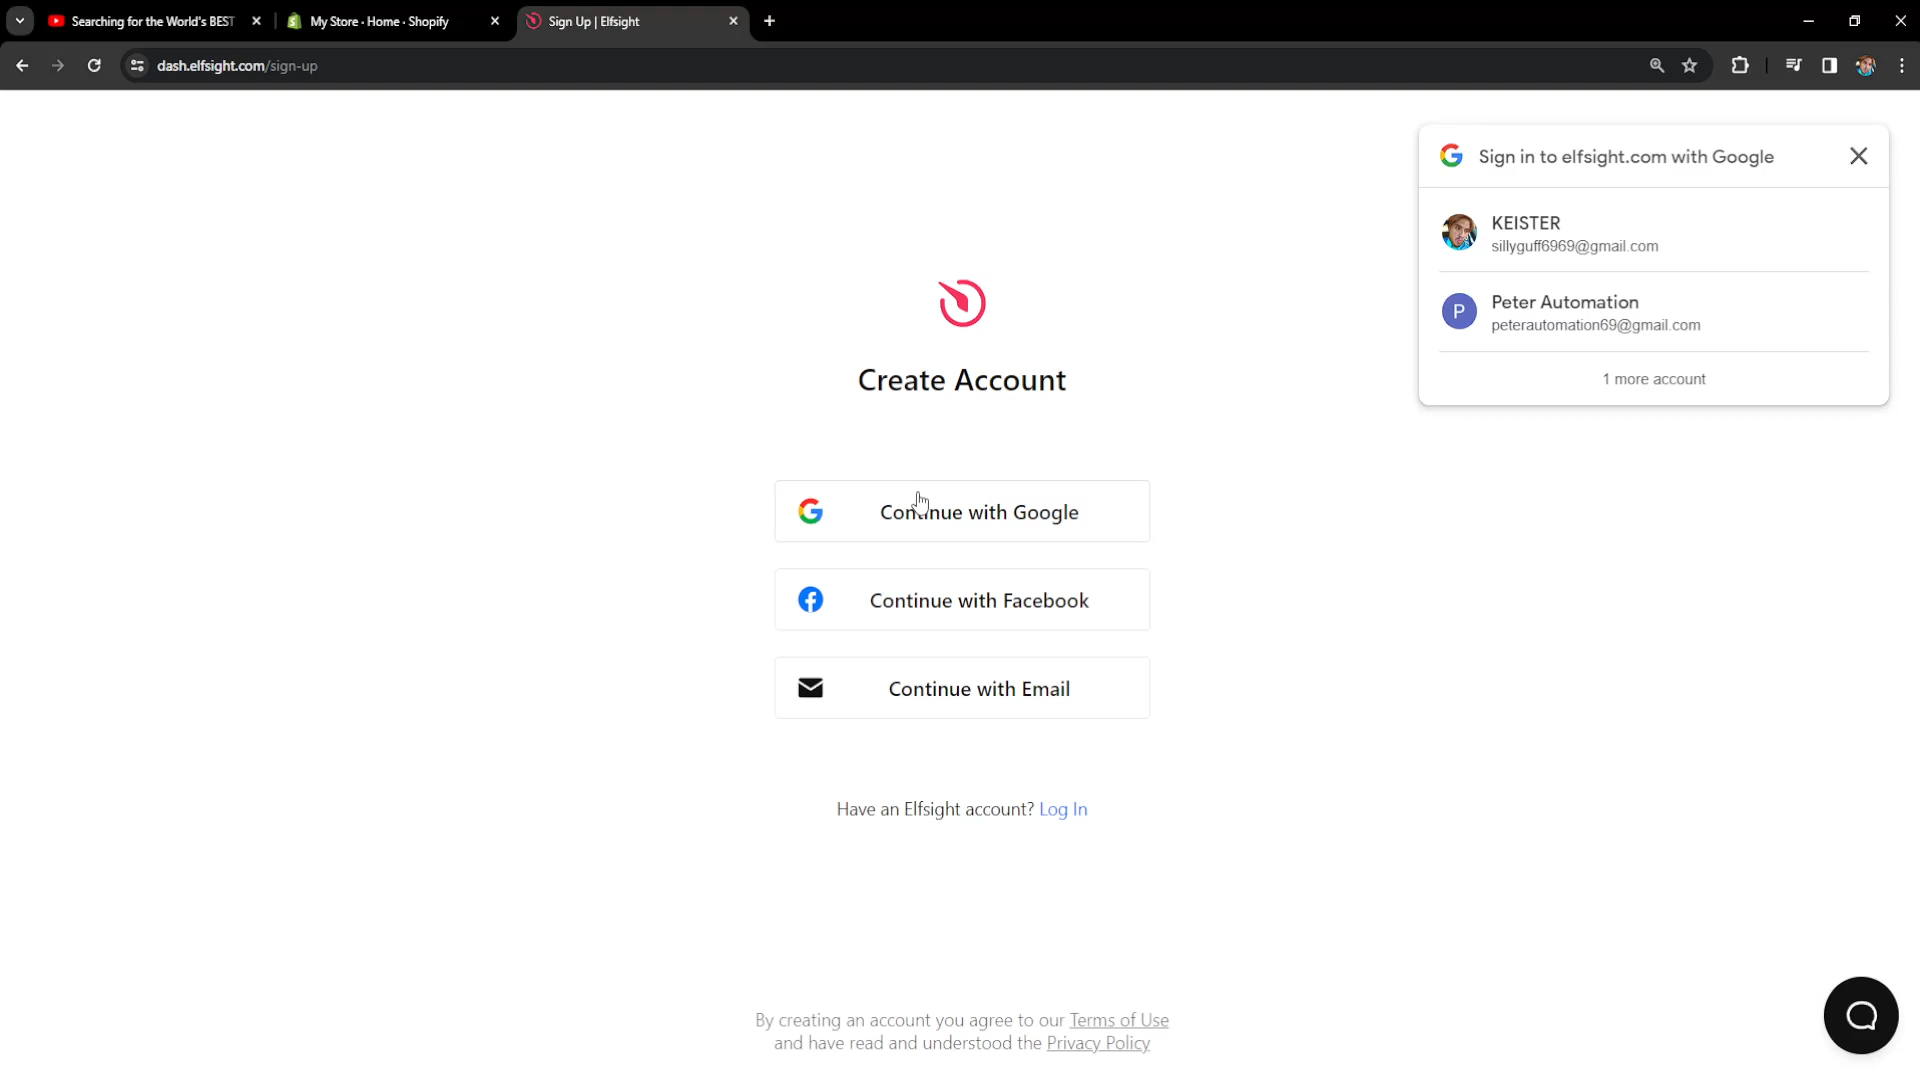 Searching for the World's BEST
My Store · Home · Shopify
Sign Up | Elfsight
dash.elfsight.com/sign-up
Sign in to elfsight.com with Google
KEISTER
sillyguff6969@gmail.com
P
Peter Automation
peterautomation69@gmail.com
1 more account
Create Account
Continue with Google
Continue with Facebook
Continue with Email
Have an Elfsight account? Log In
By creating an account you agree to our Terms of Use
and have read and understood the Privacy Policy